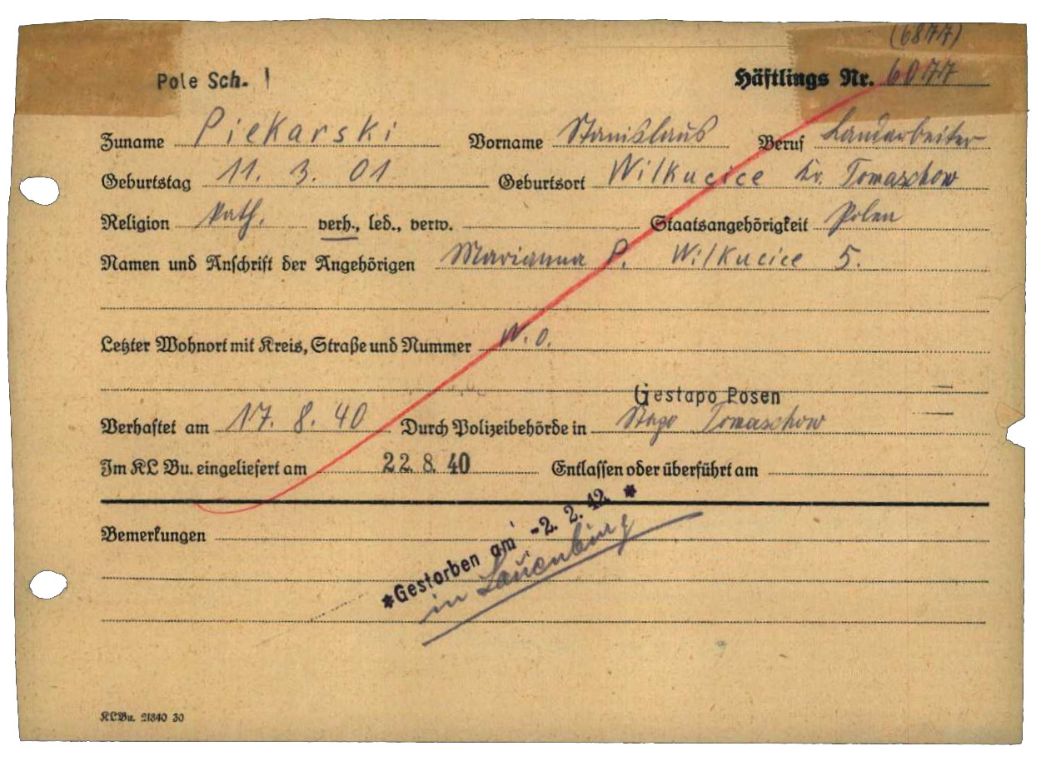 (6877)
Pole Sch. Häftlings Nr. 6077
Zuname Piekarski Vorname Stanislaus Beruf Landarbeiter
Geburtstag 11. 3. 01 Geburtsort Wilkucice Kr. Tomaschow
Religion kath. verh., led., verw. Staatsangehörigkeit Polen
Namen und Anschrift der Angehörigen Marianna P. Wilkucice 5.
Letzter Wohnort mit Kreis, Straße und Nummer w.o.
Gestapo Posen
Verhaftet am 17. 8. 40 Durch Polizeibehörde in Stapo Tomaschow
Im KL Bu. eingeliefert am 22. 8. 40 Entlassen oder überführt am
Bemerkungen
*Gestorben am -2. 2. 42. *
in Lauenburg
KLBu. 21340 30